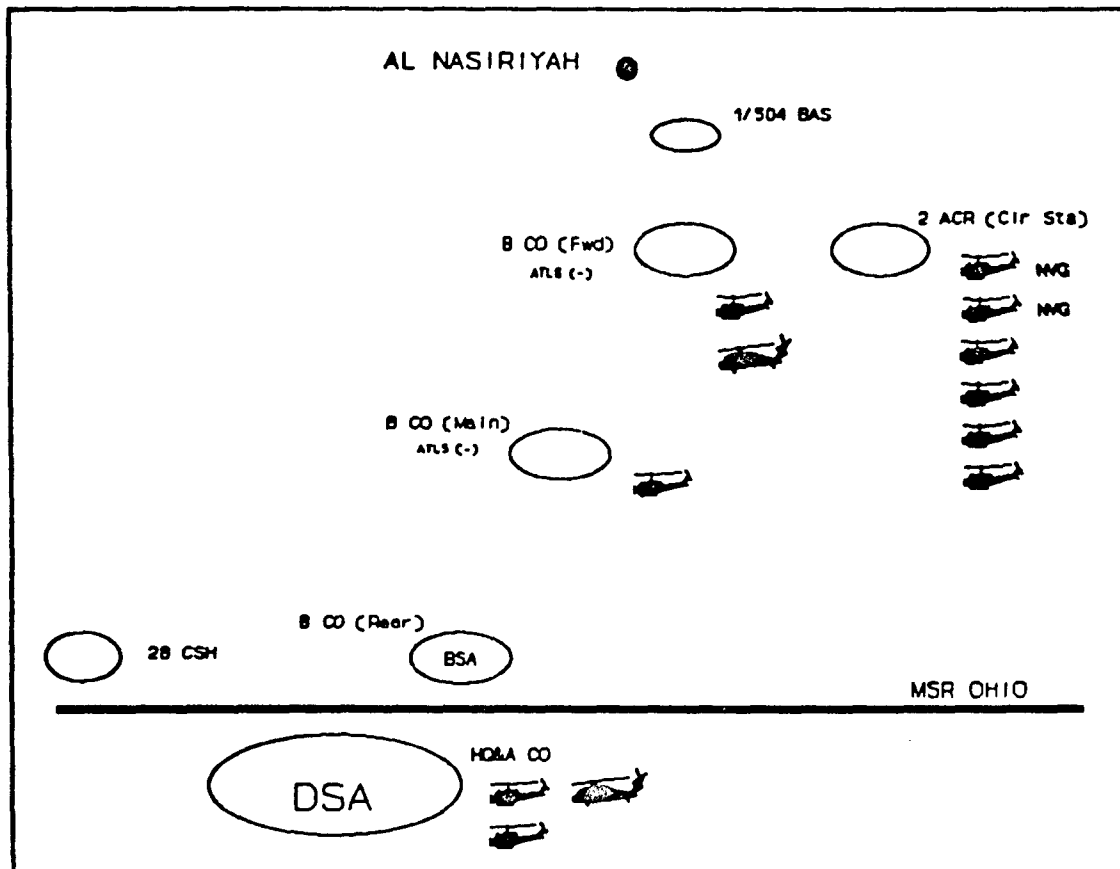 AL NASIRIYAH
1/504 BAS
2 ACR (Clr Sta)
B CO (Fwd)
ATLS (-)
NVG
NVG
B CO (Main)
ATLS (-)
B CO (Rear)
28 CSH
BSA
MSR OHIO
HQ&A CO
DSA